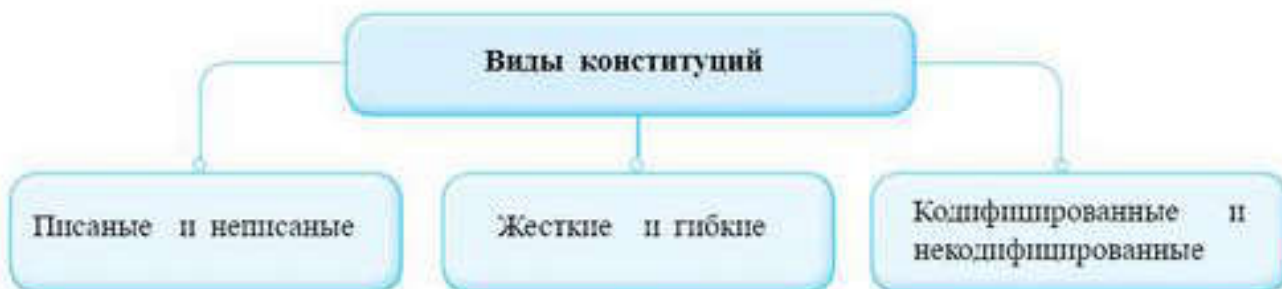 Виды конституций
Писаные и неписаные
Жесткие и гибкие
Кодифицированные и
некодифицированные